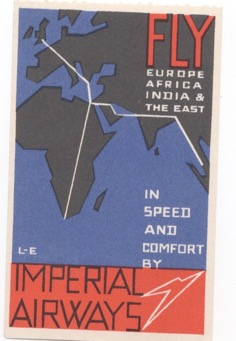 FLY
EUROPE
AFRICA
INDIA &
THE EAST
IN
SPEED
AND
COMFORT
BY
L-E
IMPERIAL
AIRWAYS